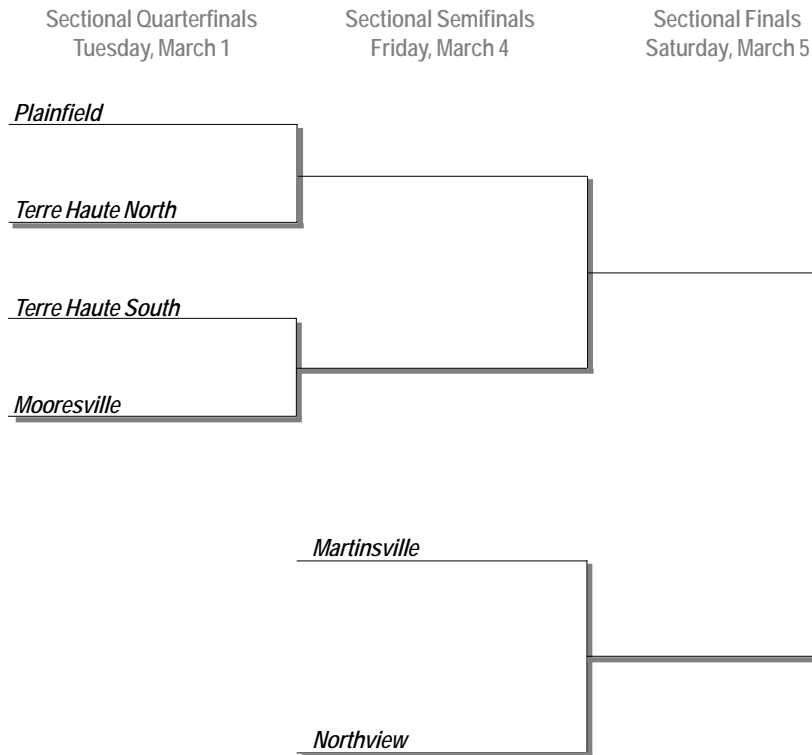 Sectional Quarterfinals
Tuesday, March 1
Sectional Semifinals
Friday, March 4
Sectional Finals
Saturday, March 5
Plainfield
Terre Haute North
Terre Haute South
Mooresville
Martinsville
Northview